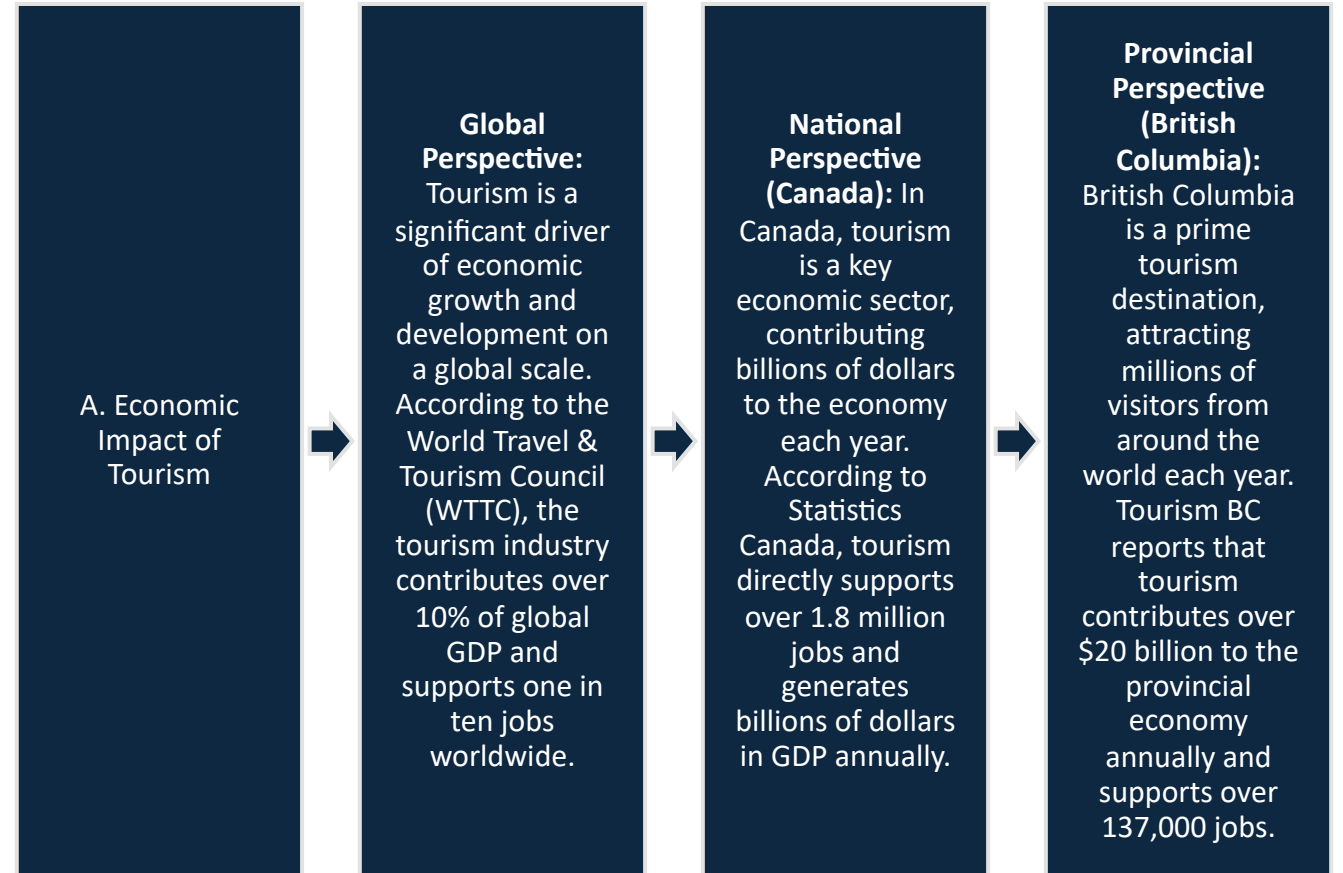 A. Economic
Impact of
Tourism
Global
Perspective:
Tourism is a
significant driver
of economic
growth and
development on
a global scale.
According to the
World Travel &
Tourism Council
(WTTC), the
tourism industry
contributes over
10% of global
GDP and
supports one in
ten jobs
worldwide.
National
Perspective
(Canada): In
Canada, tourism
is a key
economic sector,
contributing
billions of dollars
to the economy
each year.
According to
Statistics
Canada, tourism
directly supports
over 1.8 million
jobs and
generates
billions of dollars
in GDP annually.
Provincial
Perspective
(British
Columbia):
British Columbia
is a prime
tourism
destination,
attracting
millions of
visitors from
around the
world each year.
Tourism BC
reports that
tourism
contributes over
$20 billion to the
provincial
economy
annually and
supports over
137,000 jobs.